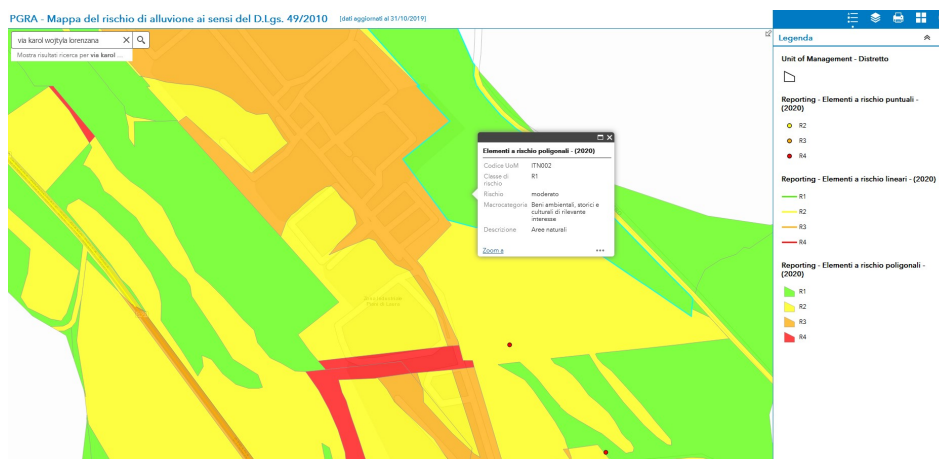 PGRA - Mappa del rischio di alluvione ai sensi del D.Lgs. 49/2010 [dati aggiornati al 31/10/2019]
via karol wojtyla lorenzana
Mostra risultati ricerca per via karol ...
Elementi a rischio poligonali - (2020)
Codice UoM ITN002
Classe di rischio R1
Rischio moderato
Macrocategoria Beni ambientali, storici e
culturali di rilevante
interesse
Descrizione Aree naturali
Zoom a
Legenda
Unit of Management - Distretto
Reporting - Elementi a rischio puntuali -
(2020)
R2
R3
R4
Reporting - Elementi a rischio lineari - (2020)
R1
R2
R3
R4
Reporting - Elementi a rischio poligonali -
(2020)
R1
R2
R3
R4